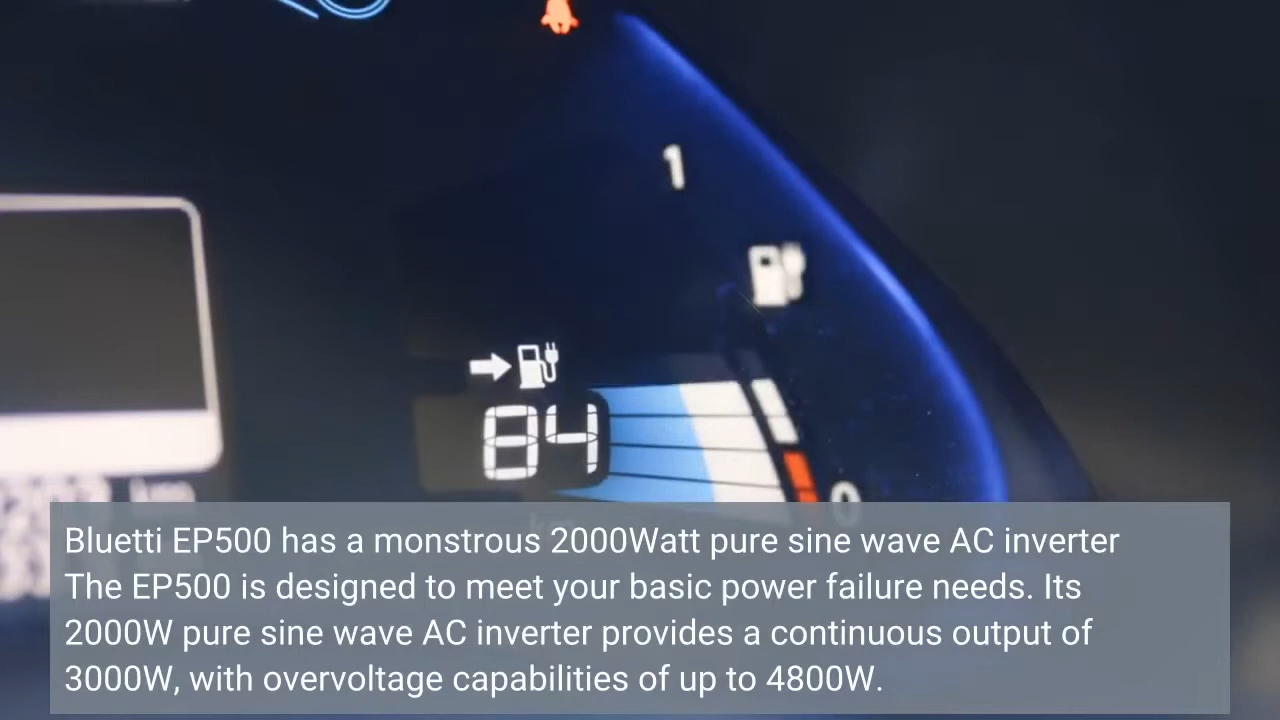 1
84
0
Bluetti EP500 has a monstrous 2000Watt pure sine wave AC inverter
The EP500 is designed to meet your basic power failure needs. Its
2000W pure sine wave AC inverter provides a continuous output of
3000W, with overvoltage capabilities of up to 4800W.